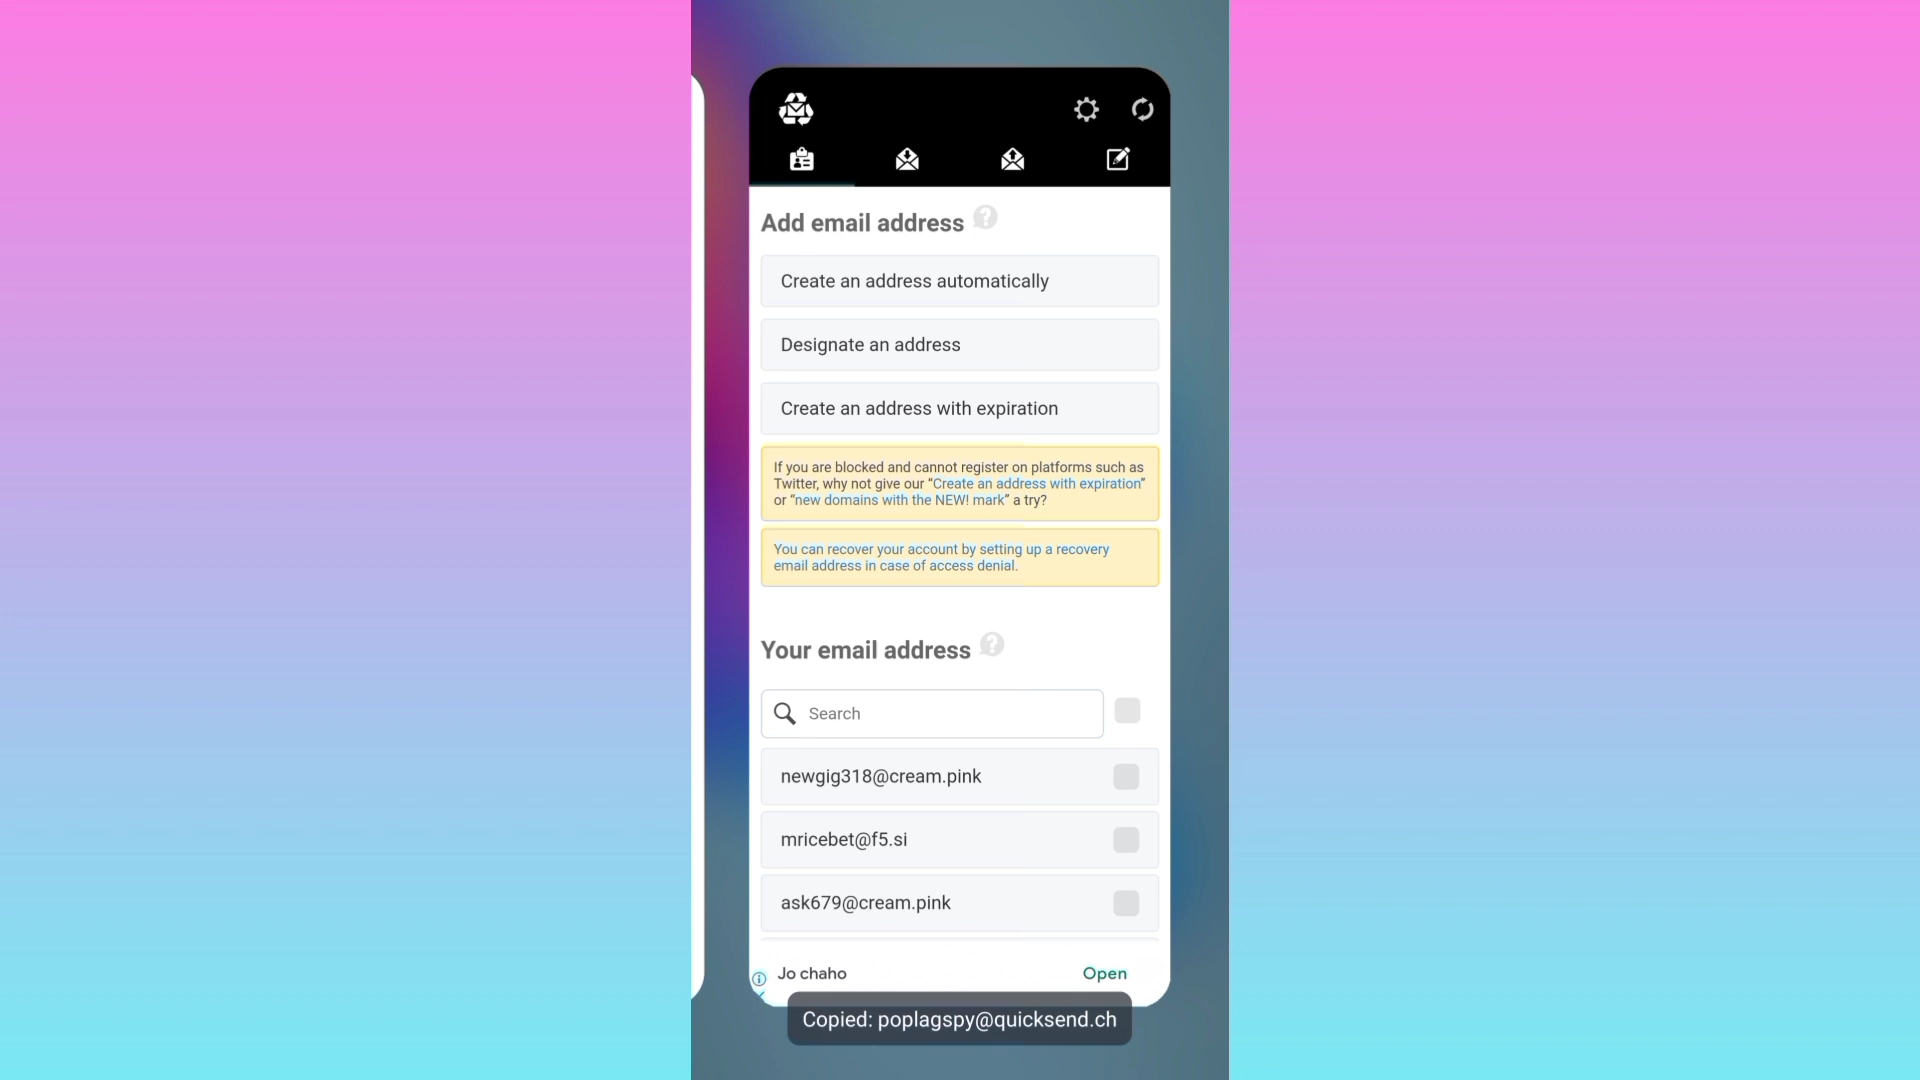 Add email address
Create an address automatically
Designate an address
Create an address with expiration
If you are blocked and cannot register on platforms such as
Twitter, why not give our “Create an address with expiration”
or “new domains with the NEW! mark” a try?
You can recover your account by setting up a recovery
email address in case of access denial.
Your email address
Search
newgig318@cream.pink
mricebet@f5.si
ask679@cream.pink
Jo chaho
Open
Copied: poplagspy@quicksend.ch